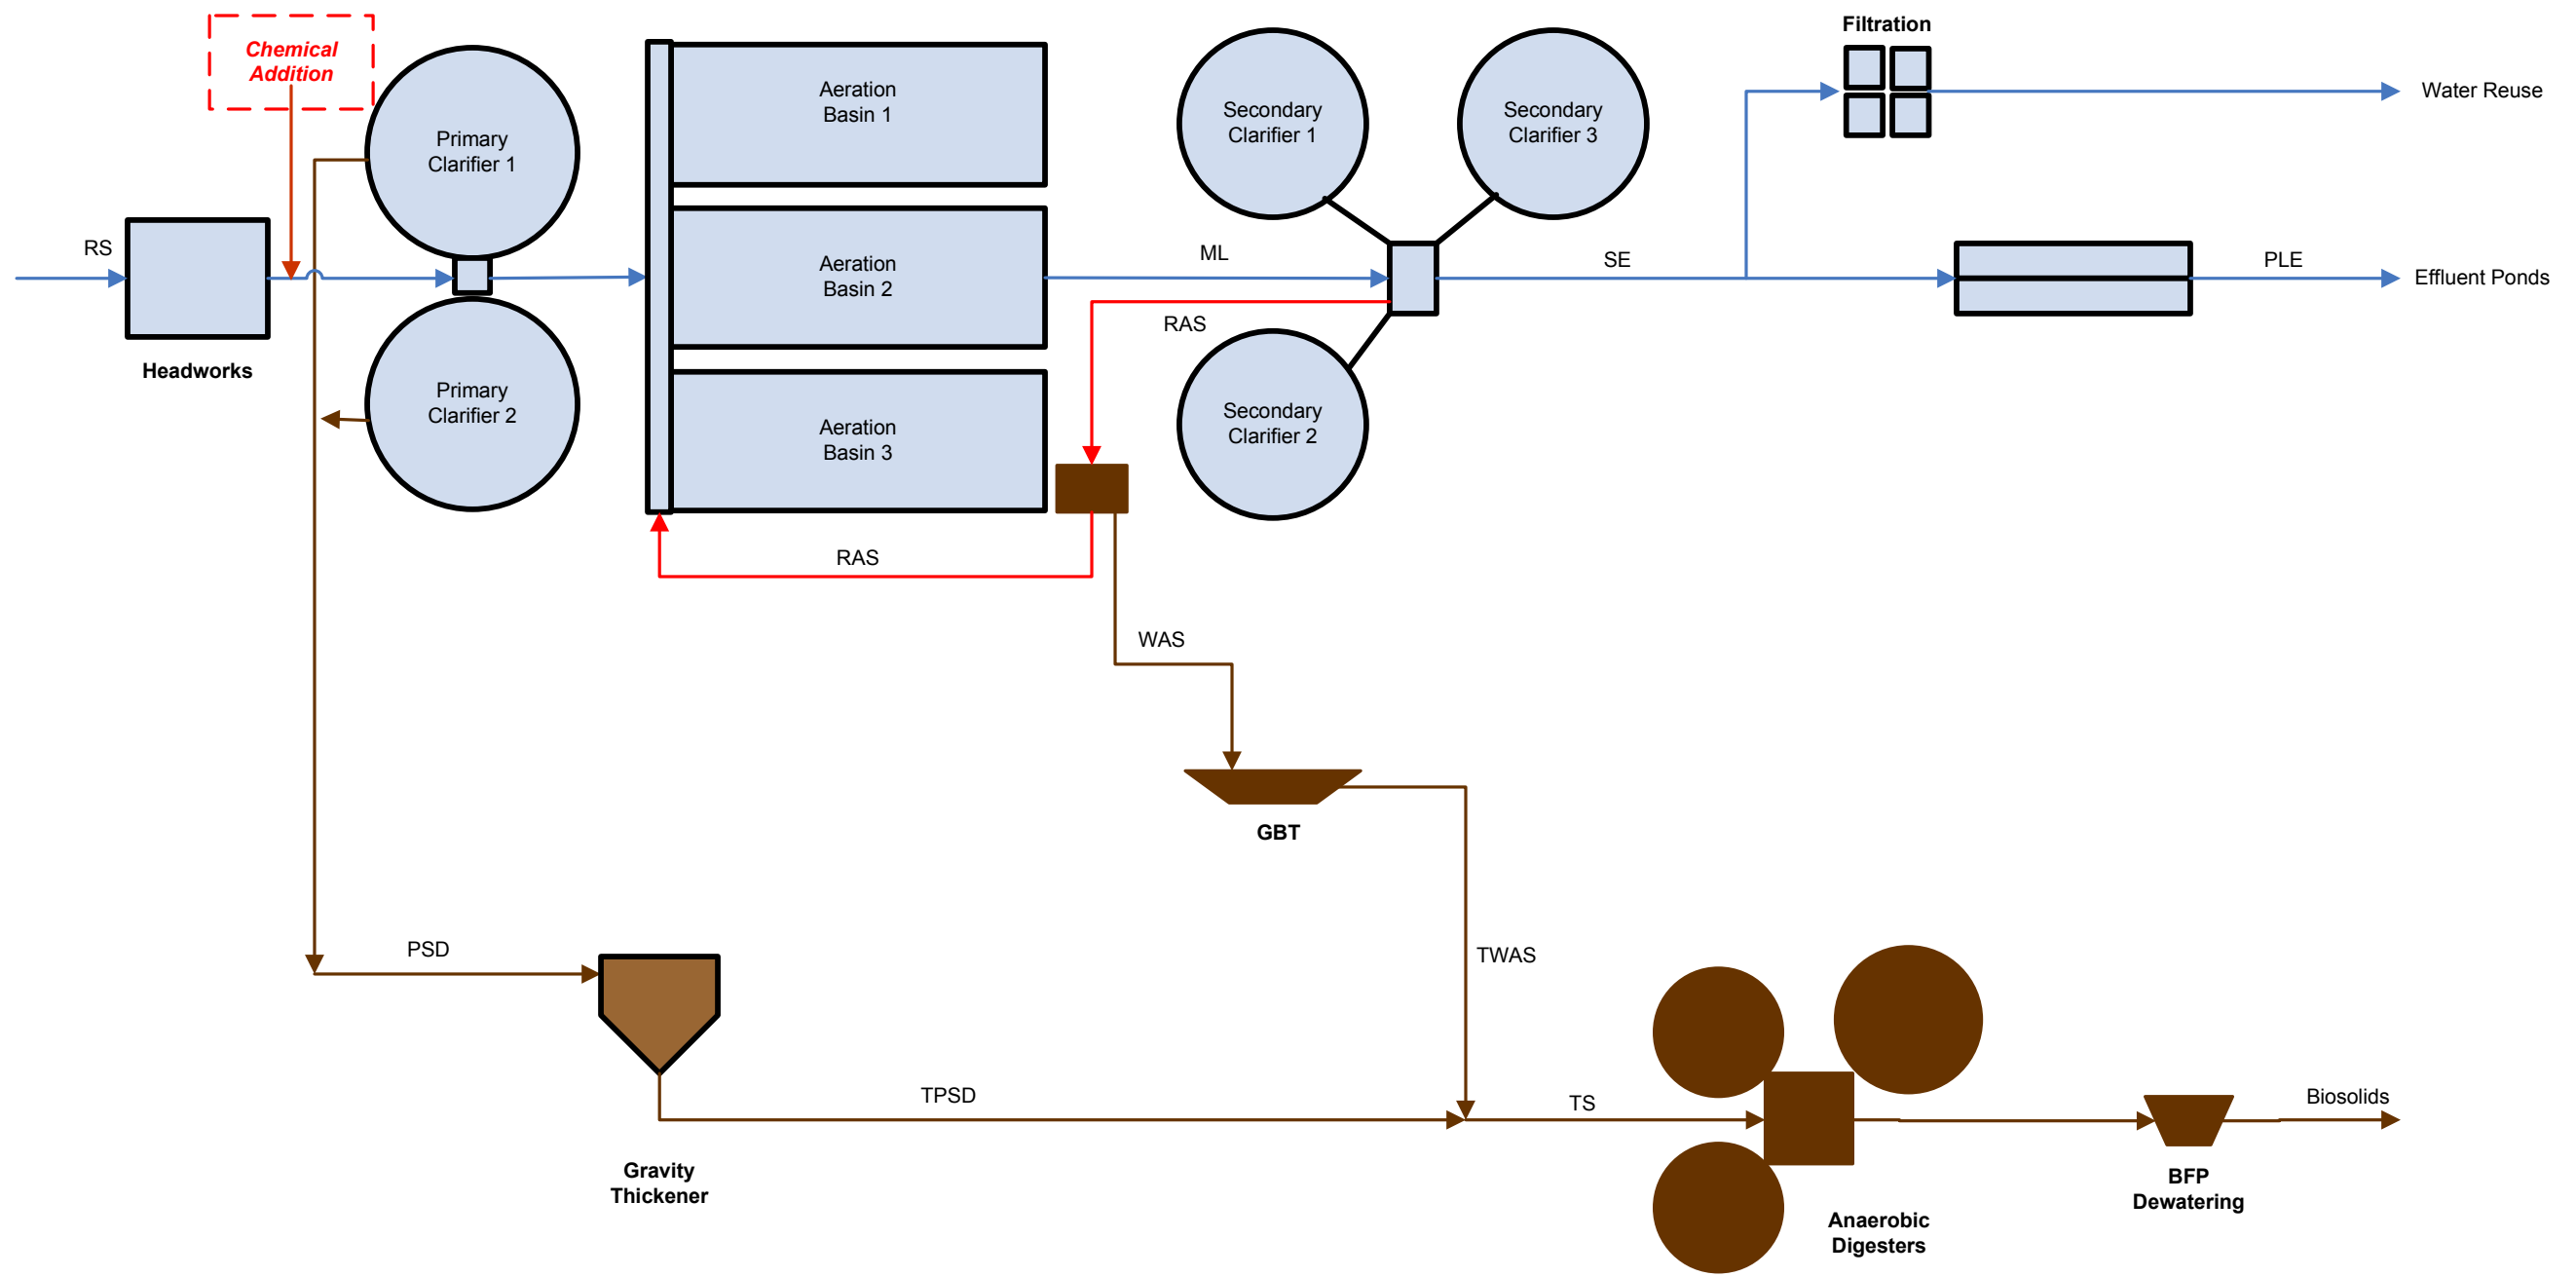 Chemical
Addition
Filtration
Primary
Clarifier 1
Aeration
Basin 1
Secondary
Clarifier 1
Secondary
Clarifier 3
Water Reuse
RS
Headworks
Aeration
Basin 2
ML
SE
PLE
Effluent Ponds
RAS
Primary
Clarifier 2
Aeration
Basin 3
Secondary
Clarifier 2
RAS
WAS
GBT
PSD
TWAS
TPSD
TS
Biosolids
Gravity
Thickener
BFP
Dewatering
Anaerobic
Digesters